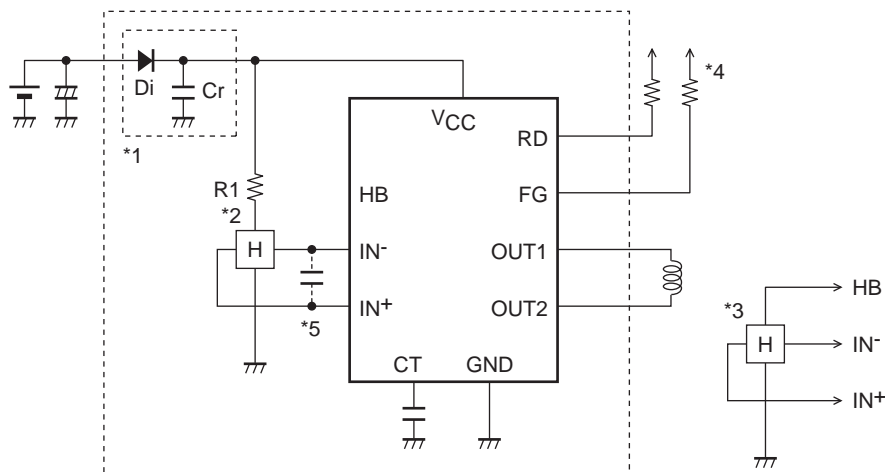 *1
Di
Cr
R1
*2
H
*5
VCC
HB
IN-
IN+
CT
GND
RD
FG
OUT1
OUT2
*4
*3
H
HB
IN-
IN+